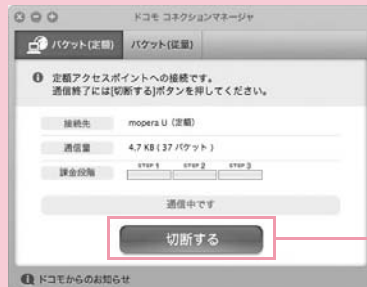 ドコモ コネクションマネージャ
パケット(定額)
パケット(従量)
定額アクセスポイントへの接続です。
通信終了には[切断する]ボタンを押してください。
接続先
mopera U（定額）
通信量
4.7 KB ( 37 パケット )
課金段階
STEP 1 STEP 2 STEP 3
通信中です
切断する
ドコモからのお知らせ